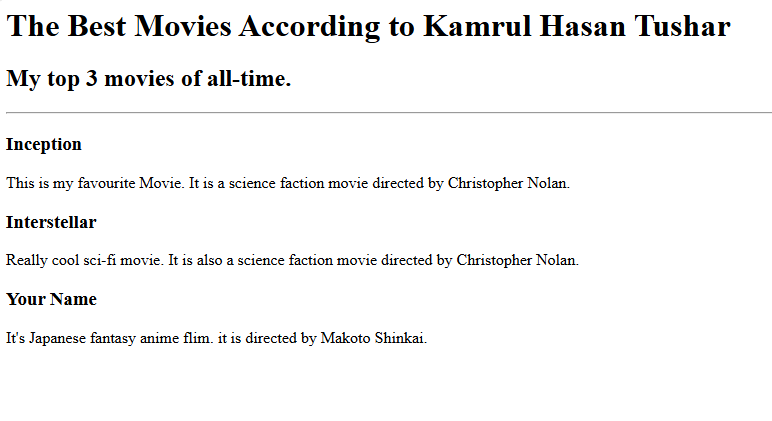 The Best Movies According to Kamrul Hasan Tushar
My top 3 movies of all-time.
Inception
This is my favourite Movie. It is a science faction movie directed by Christopher Nolan.
Interstellar
Really cool sci-fi movie. It is also a science faction movie directed by Christopher Nolan.
Your Name
It's Japanese fantasy anime flim. it is directed by Makoto Shinkai.